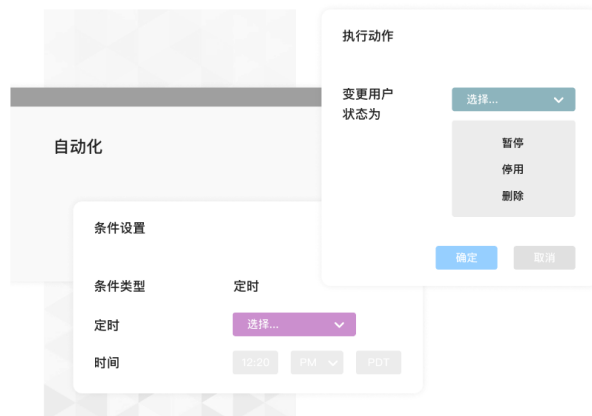 执行动作
变更用户
状态为
选择...
暂停
停用
删除
确定 取消
自动化
条件设置
条件类型 定时
定时 选择...
时间 12:20 PM PDT